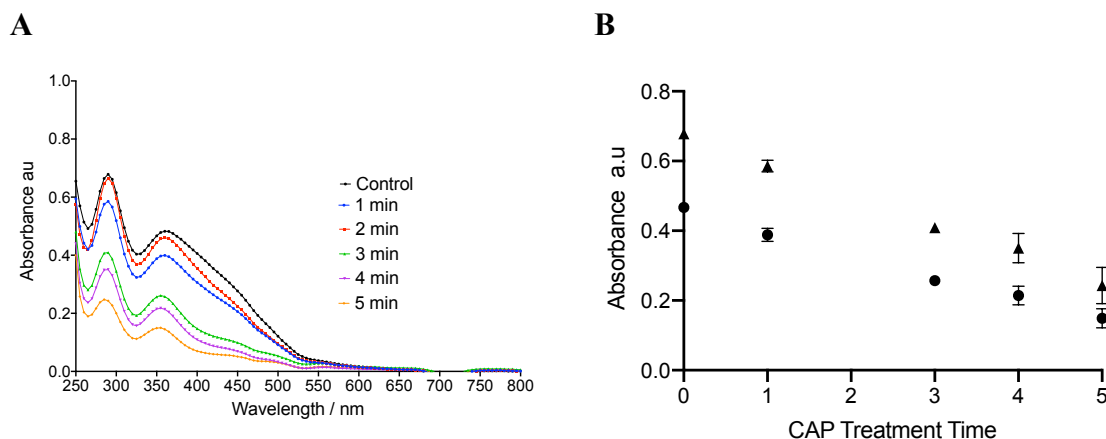 A
B
1.0
0.8
0.6
0.4
0.2
0.0
250 300 350 400 450 500 550 600 650 700 750 800
Absorbance au
Wavelength / nm
Control
1 min
2 min
3 min
4 min
5 min
0.8
0.6
0.4
0.2
0.0
0 1 2 3 4 5
Absorbance a.u
CAP Treatment Time